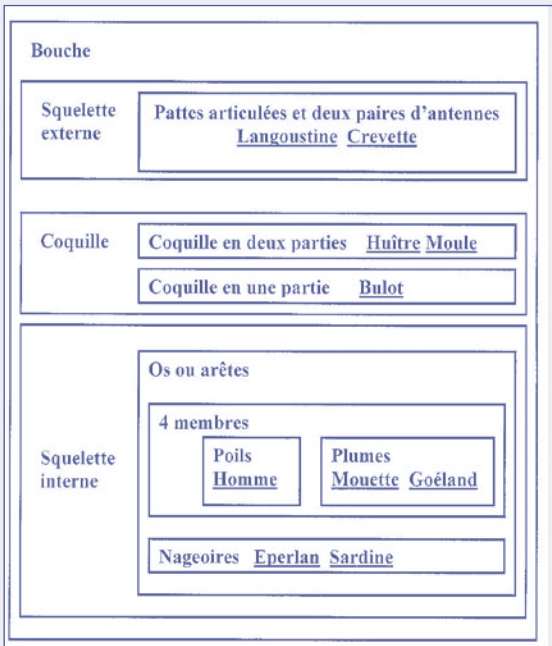 Bouche
Squelette externe
Pattes articulées et deux paires d'antennes
Langoustine Crevette
Coquille
Coquille en deux parties Huître Moule
Coquille en une partie Bulot
Squelette interne
Os ou arêtes
4 membres
Poils
Homme
Plumes
Mouette Goéland
Nageoires Eperlan Sardine